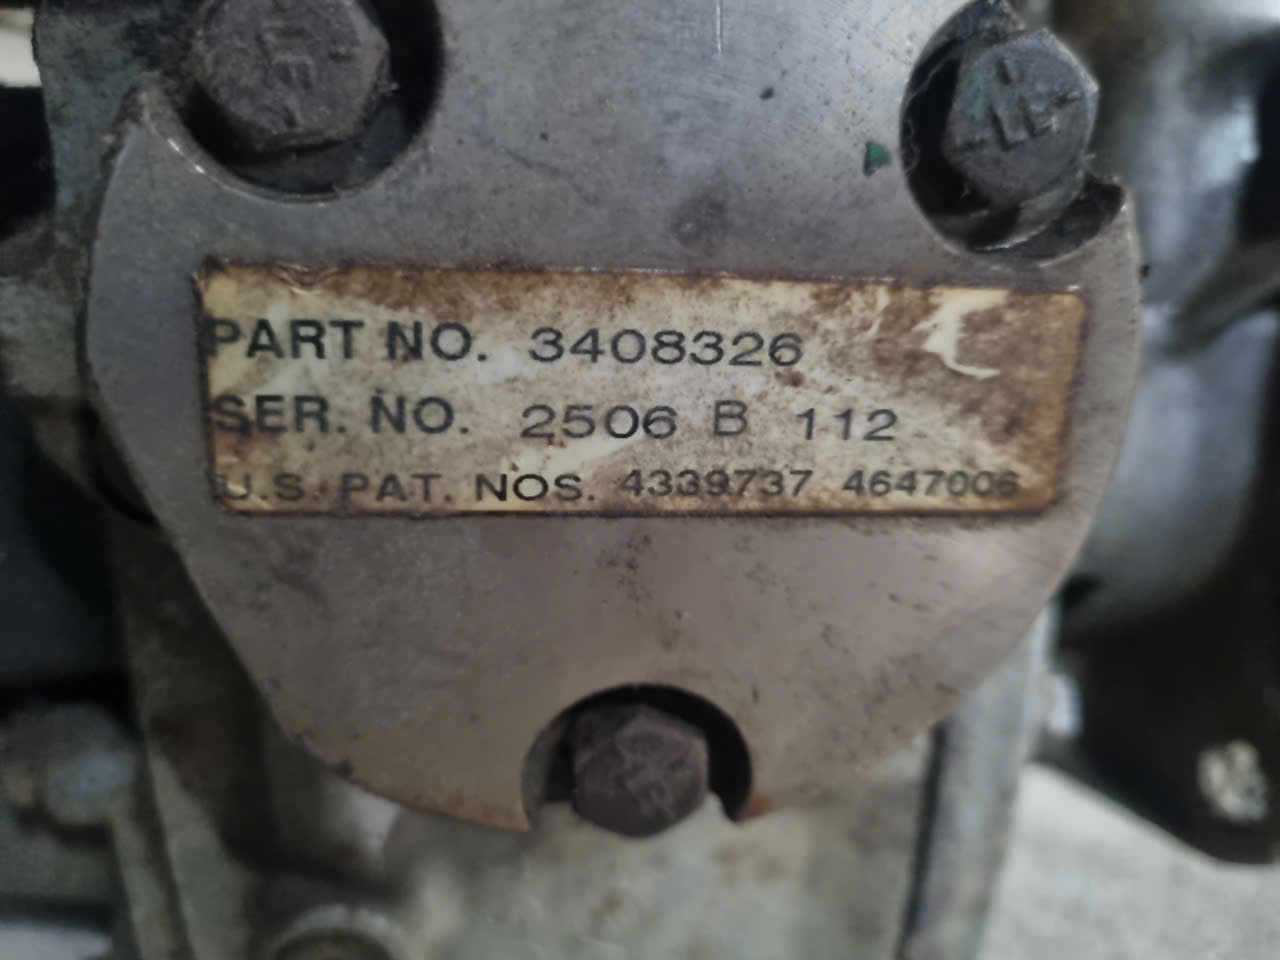 PART NO. 3408326
SER. NO. 2506 B 112
U.S. PAT. NOS. 4339737 4647006